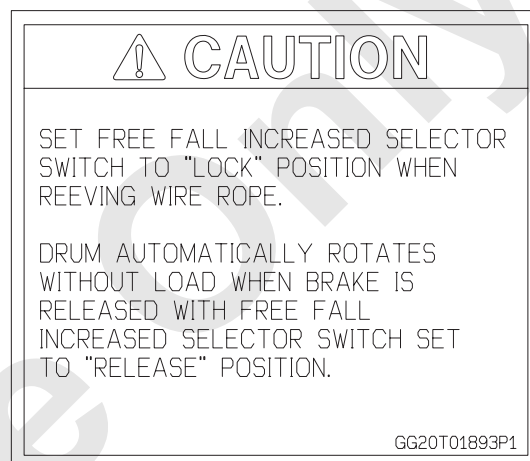 CAUTION
SET FREE FALL INCREASED SELECTOR
SWITCH TO "LOCK" POSITION WHEN
REEVING WIRE ROPE.
DRUM AUTOMATICALLY ROTATES
WITHOUT LOAD WHEN BRAKE IS
RELEASED WITH FREE FALL
INCREASED SELECTOR SWITCH SET
TO "RELEASE" POSITION.
GG20T01893P1